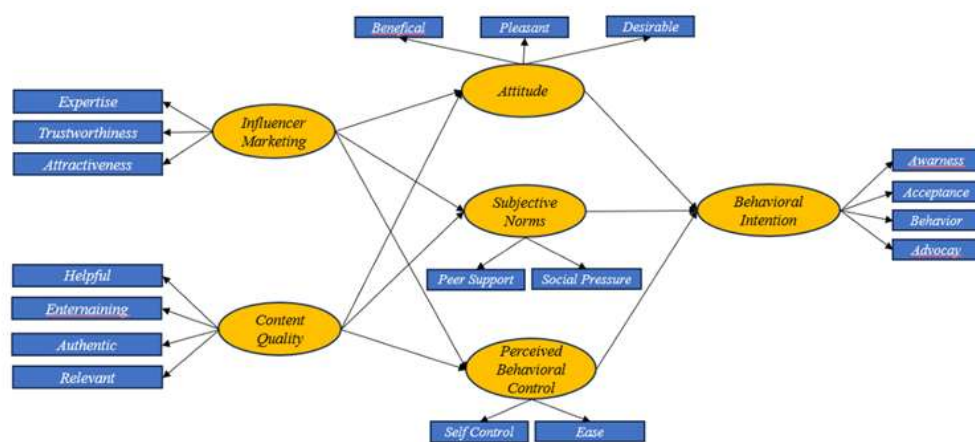 Benefical
Pleasant
Desirable
Attitude
Expertise
Trustworthiness
Attractiveness
Influencer
Marketing
Subjective
Norms
Peer Support
Social Pressure
Behavioral
Intention
Awarness
Acceptance
Behavior
Advocay
Helpful
Enternaining
Authentic
Relevant
Content
Quality
Perceived
Behavioral
Control
Self Control
Ease